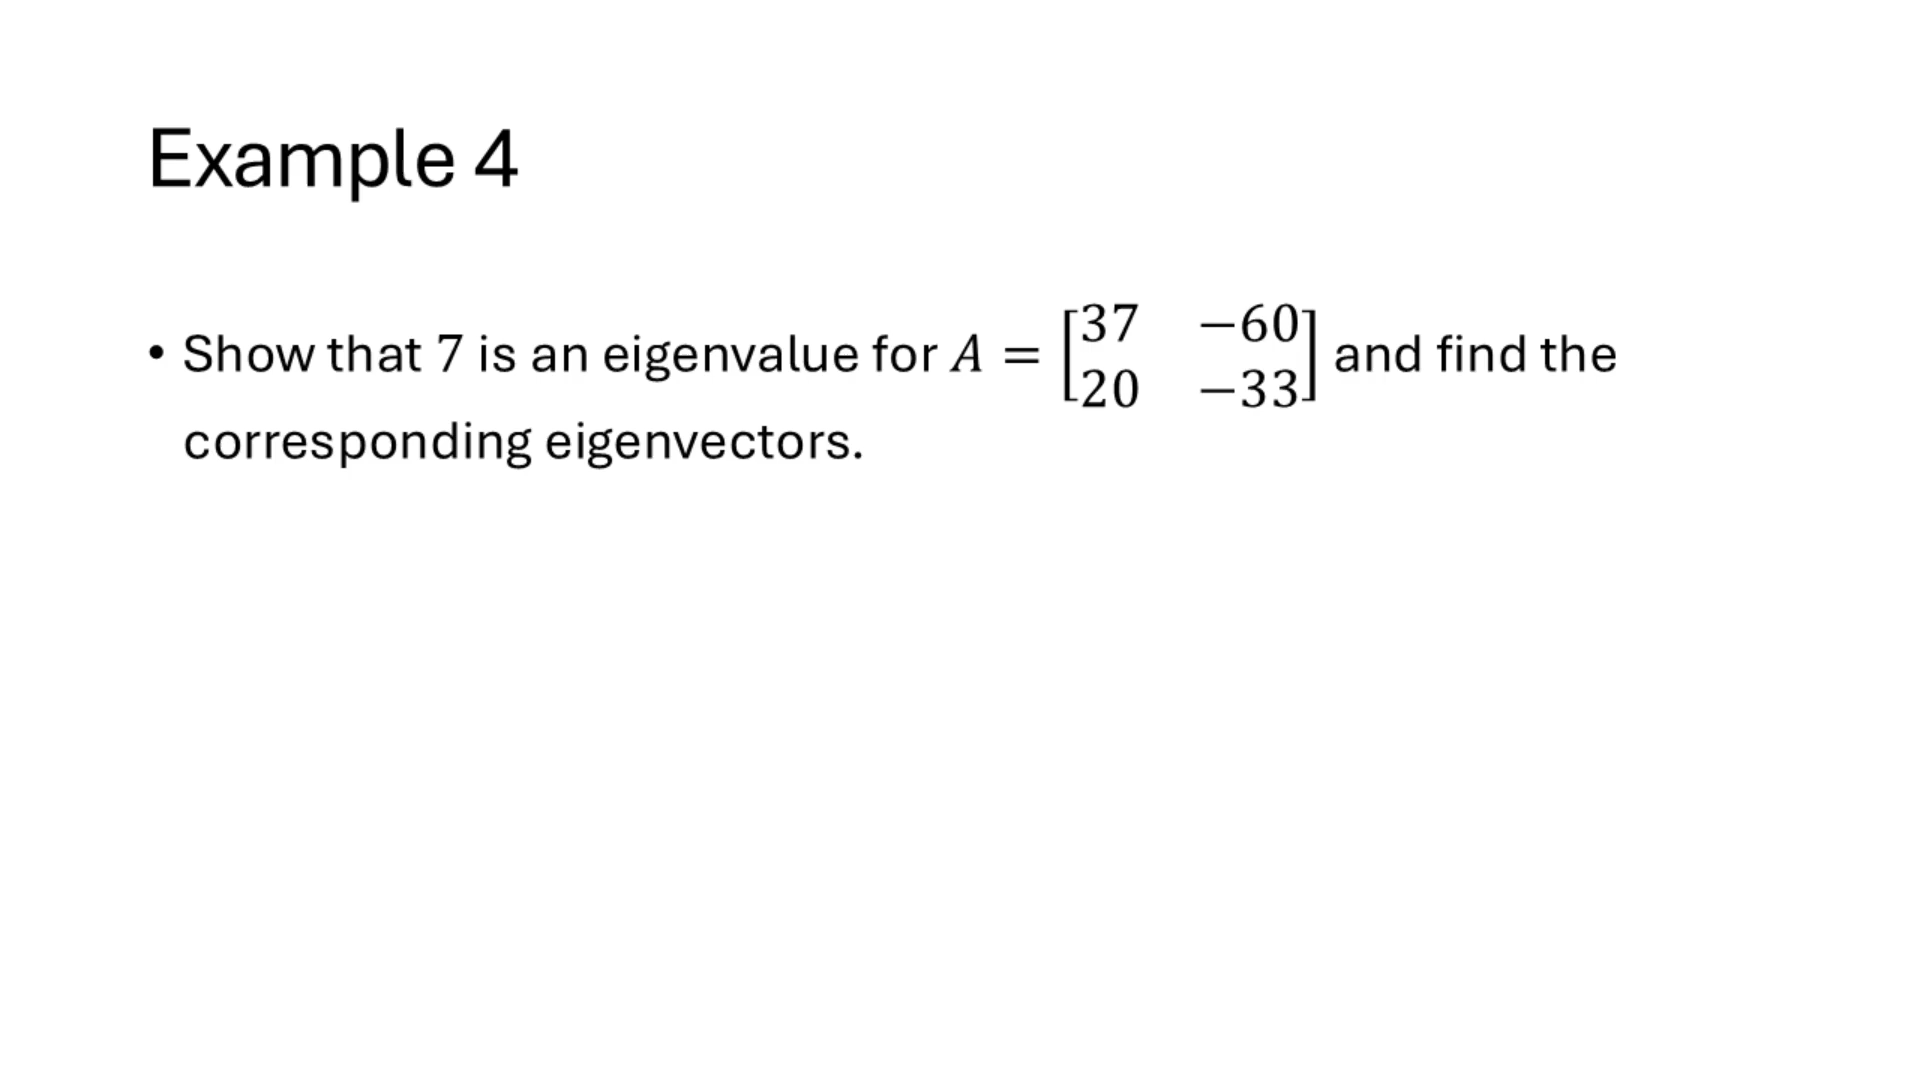 Example 4
• Show that 7 is an eigenvalue for A = [37 −60; 20 −33] and find the
corresponding eigenvectors.